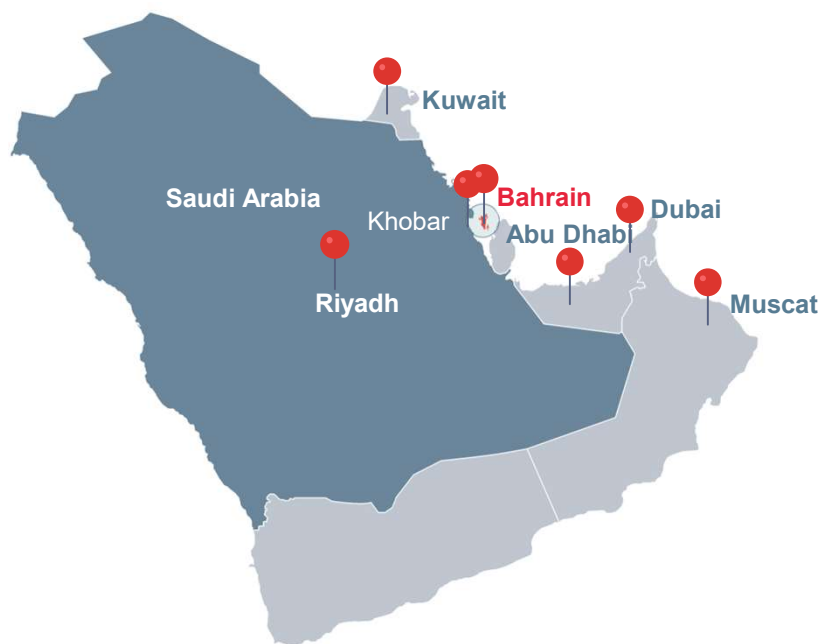 Kuwait
Saudi Arabia
Bahrain
Khobar
Dubai
Abu Dhabi
Riyadh
Muscat